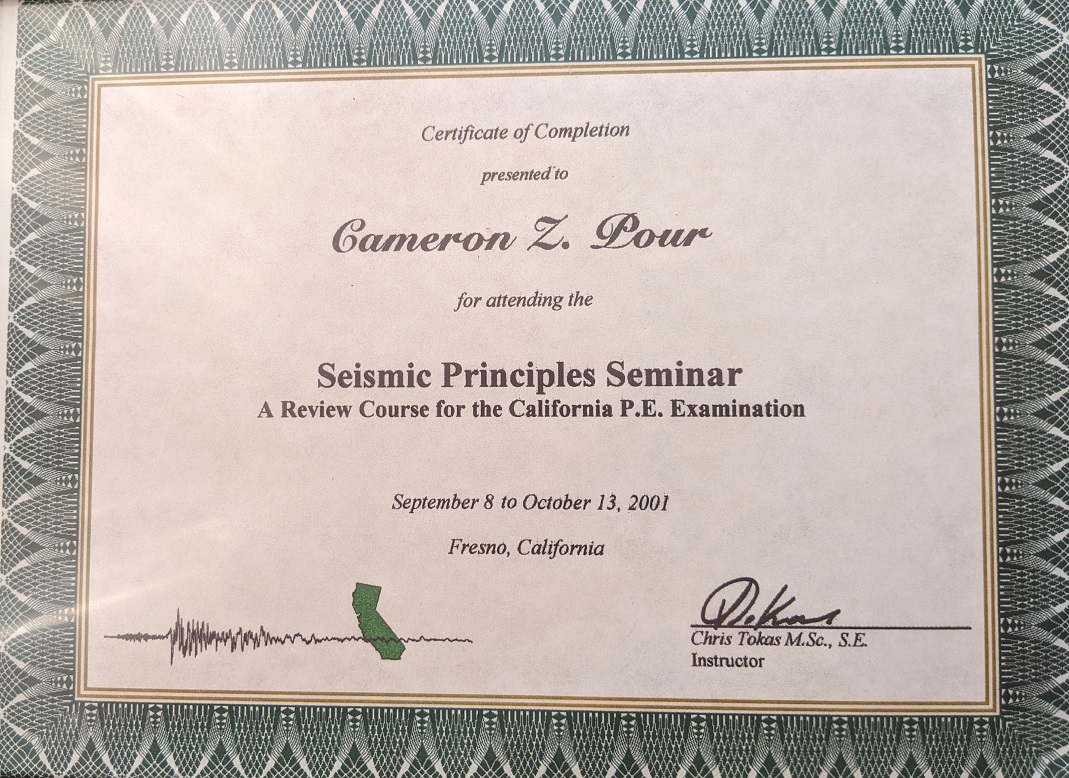 Certificate of Completion
presented to
Cameron Z. Pour
for attending the
Seismic Principles Seminar
A Review Course for the California P.E. Examination
September 8 to October 13, 2001
Fresno, California
Chris Tokas M.Sc., S.E.
Instructor